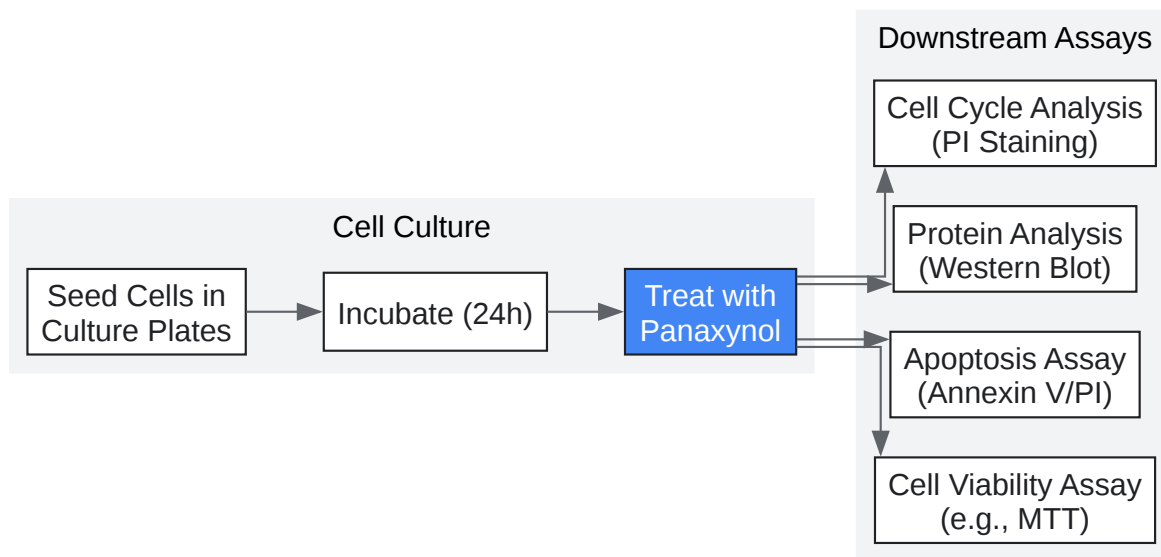 Cell Culture
Seed Cells in
Culture Plates
Incubate (24h)
Treat with
Panaxynol
Downstream Assays
Cell Cycle Analysis
(PI Staining)
Protein Analysis
(Western Blot)
Apoptosis Assay
(Annexin V/PI)
Cell Viability Assay
(e.g., MTT)